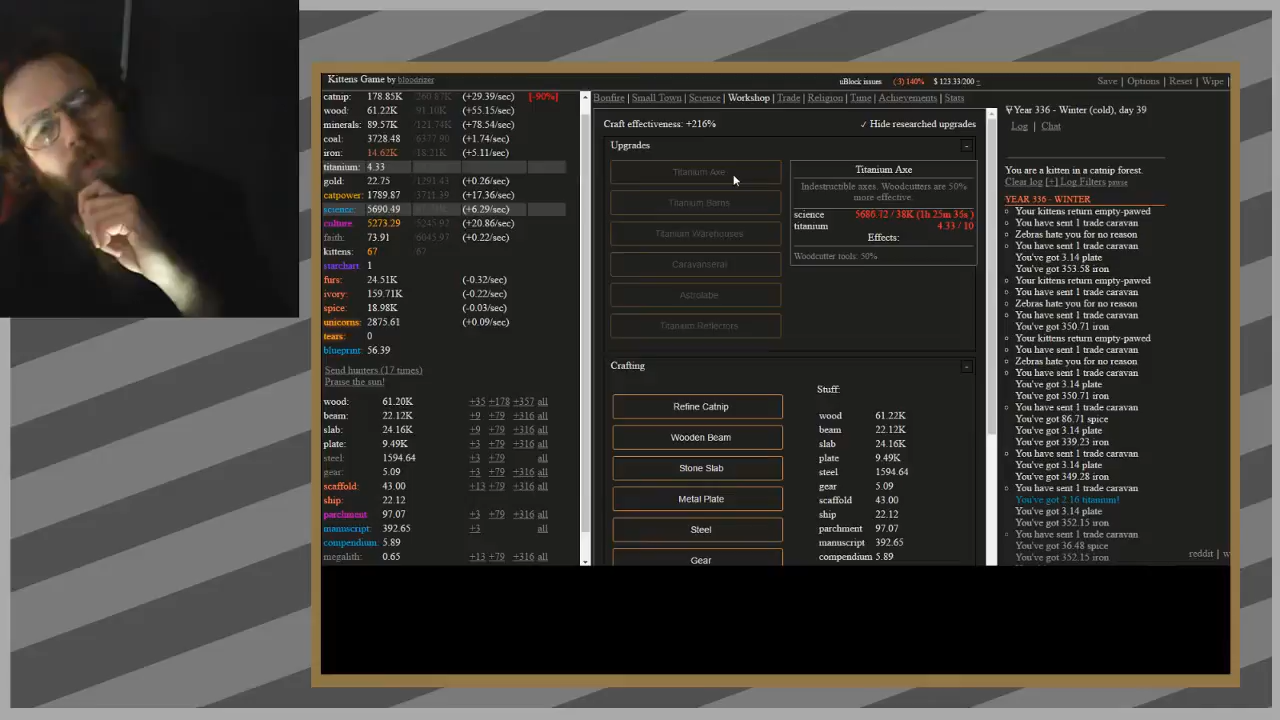 Kittens Game by bloodrizer
uBlock issues (:3) 140% $ 123.33/200 Save | Options | Reset | Wipe |
catnip: 178.85K 260.87K (+29.39/sec) [-90%]
wood: 61.22K 91.10K (+55.15/sec)
minerals: 89.57K 121.74K (+78.54/sec)
coal: 3728.48 6377.90 (+1.74/sec)
iron: 14.62K 18.21K (+5.11/sec)
titanium: 4.33
gold: 22.75 1291.43 (+0.26/sec)
catpower: 1789.87 3711.39 (+17.36/sec)
science: 5690.49 (+6.29/sec)
culture: 5273.29 5245.92 (+20.86/sec)
faith: 73.91 6645.97 (+0.22/sec)
kittens: 67 67
starchart: 1
furs: 24.51K (-0.32/sec)
ivory: 159.71K (-0.22/sec)
spice: 18.98K (-0.03/sec)
unicorns: 2875.61 (+0.09/sec)
tears: 0
blueprint: 56.39
Send hunters (17 times)
Praise the sun!
wood: 61.20K +35 +178 +357 all
beam: 22.12K +9 +79 +316 all
slab: 24.16K +9 +79 +316 all
plate: 9.49K +3 +79 +316 all
steel: 1594.64 +3 +79 all
gear: 5.09 +3 +79 +316 all
scaffold: 43.00 +13 +79 +316 all
ship: 22.12
parchment: 97.07 +3 +79 +316 all
manuscript: 392.65 +3 all
compendium: 5.89
megalith: 0.65 +13 +79 +316 all
Bonfire | Small Town | Science | Workshop | Trade | Religion | Time | Achievements | Stats
Craft effectiveness: +216%
✓ Hide researched upgrades
Upgrades
-
Titanium Axe
Titanium Barns
Titanium Warehouses
Caravanserai
Astrolabe
Titanium Reflectors
Titanium Axe
Indestructible axes. Woodcutters are 50%
more effective.
science 5686.72 / 38K (1h 25m 35s )
titanium 4.33 / 10
Effects:
Woodcutter tools: 50%
Crafting
-
Refine Catnip
Wooden Beam
Stone Slab
Metal Plate
Steel
Gear
Stuff:
wood 61.22K
beam 22.12K
slab 24.16K
plate 9.49K
steel 1594.64
gear 5.09
scaffold 43.00
ship 22.12
parchment 97.07
manuscript 392.65
compendium 5.89
Year 336 - Winter (cold), day 39
Log | Chat
You are a kitten in a catnip forest.
Clear log [+] Log Filters pause
YEAR 336 - WINTER
Your kittens return empty-pawed
You have sent 1 trade caravan
Zebras hate you for no reason
You have sent 1 trade caravan
You've got 3.14 plate
You've got 353.58 iron
Your kittens return empty-pawed
You have sent 1 trade caravan
Zebras hate you for no reason
You have sent 1 trade caravan
You've got 350.71 iron
Your kittens return empty-pawed
You have sent 1 trade caravan
Zebras hate you for no reason
You have sent 1 trade caravan
You've got 3.14 plate
You've got 350.71 iron
You have sent 1 trade caravan
You've got 86.71 spice
You've got 3.14 plate
You've got 339.23 iron
You have sent 1 trade caravan
You've got 3.14 plate
You've got 349.28 iron
You have sent 1 trade caravan
You've got 2.16 titanium!
You've got 3.14 plate
You've got 352.15 iron
You have sent 1 trade caravan
You've got 36.48 spice
You've got 352.15 iron
reddit | w